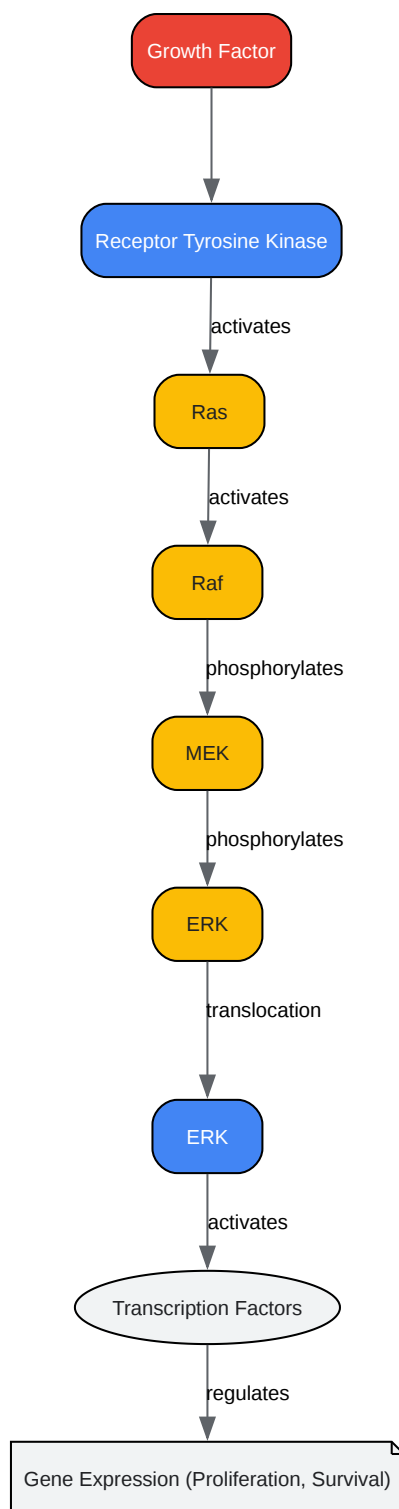 Growth Factor
Receptor Tyrosine Kinase
activates
Ras
activates
Raf
phosphorylates
MEK
phosphorylates
ERK
translocation
ERK
activates
Transcription Factors
regulates
Gene Expression (Proliferation, Survival)